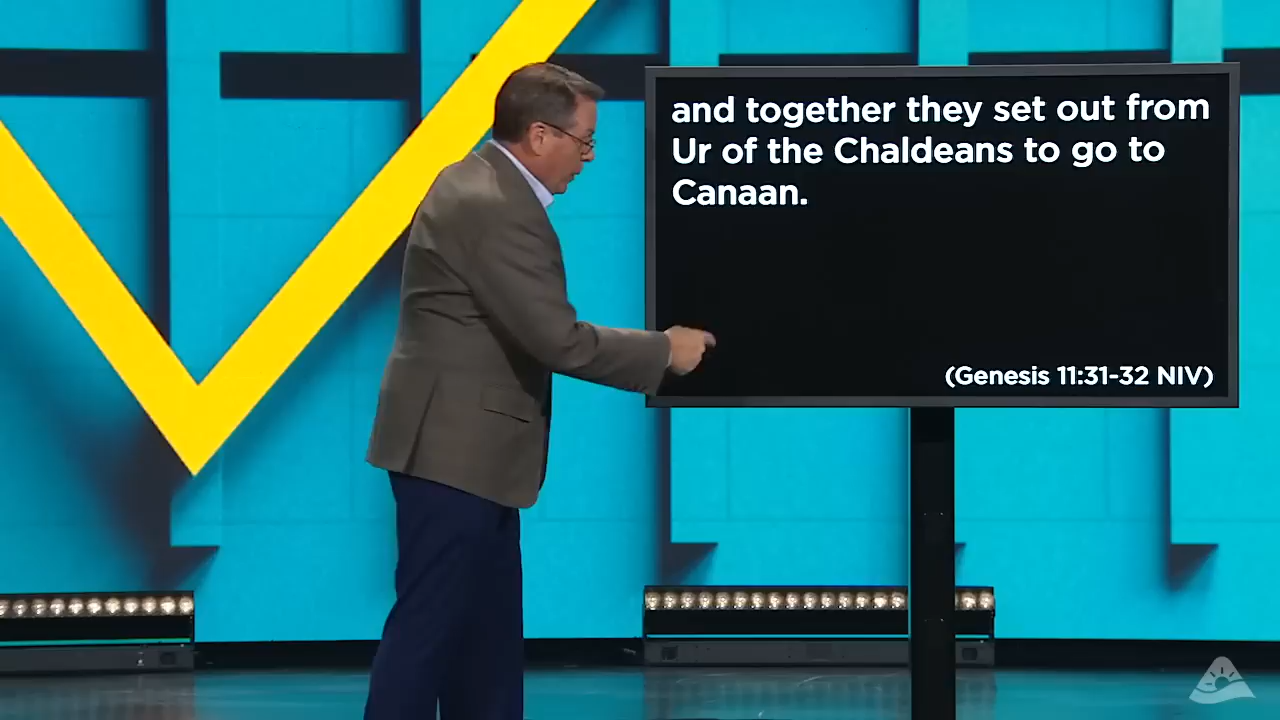 and together they set out from
Ur of the Chaldeans to go to
Canaan.
(Genesis 11:31-32 NIV)